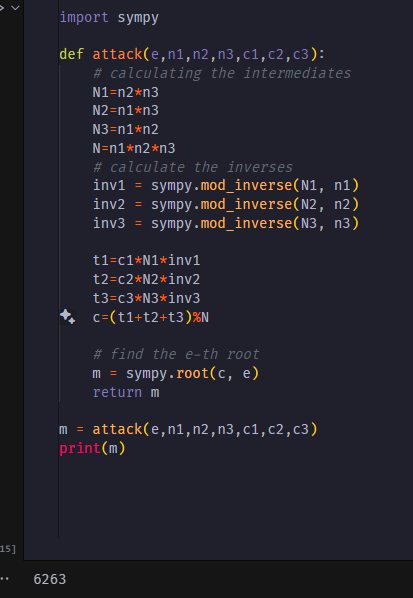 import sympy
def attack(e,n1,n2,n3,c1,c2,c3):
# calculating the intermediates
N1=n2*n3
N2=n1*n3
N3=n1*n2
N=n1*n2*n3
# calculate the inverses
inv1 = sympy.mod_inverse(N1, n1)
inv2 = sympy.mod_inverse(N2, n2)
inv3 = sympy.mod_inverse(N3, n3)
t1=c1*N1*inv1
t2=c2*N2*inv2
t3=c3*N3*inv3
c=(t1+t2+t3)%N
# find the e-th root
m = sympy.root(c, e)
return m
m = attack(e,n1,n2,n3,c1,c2,c3)
print(m)
15]
6263